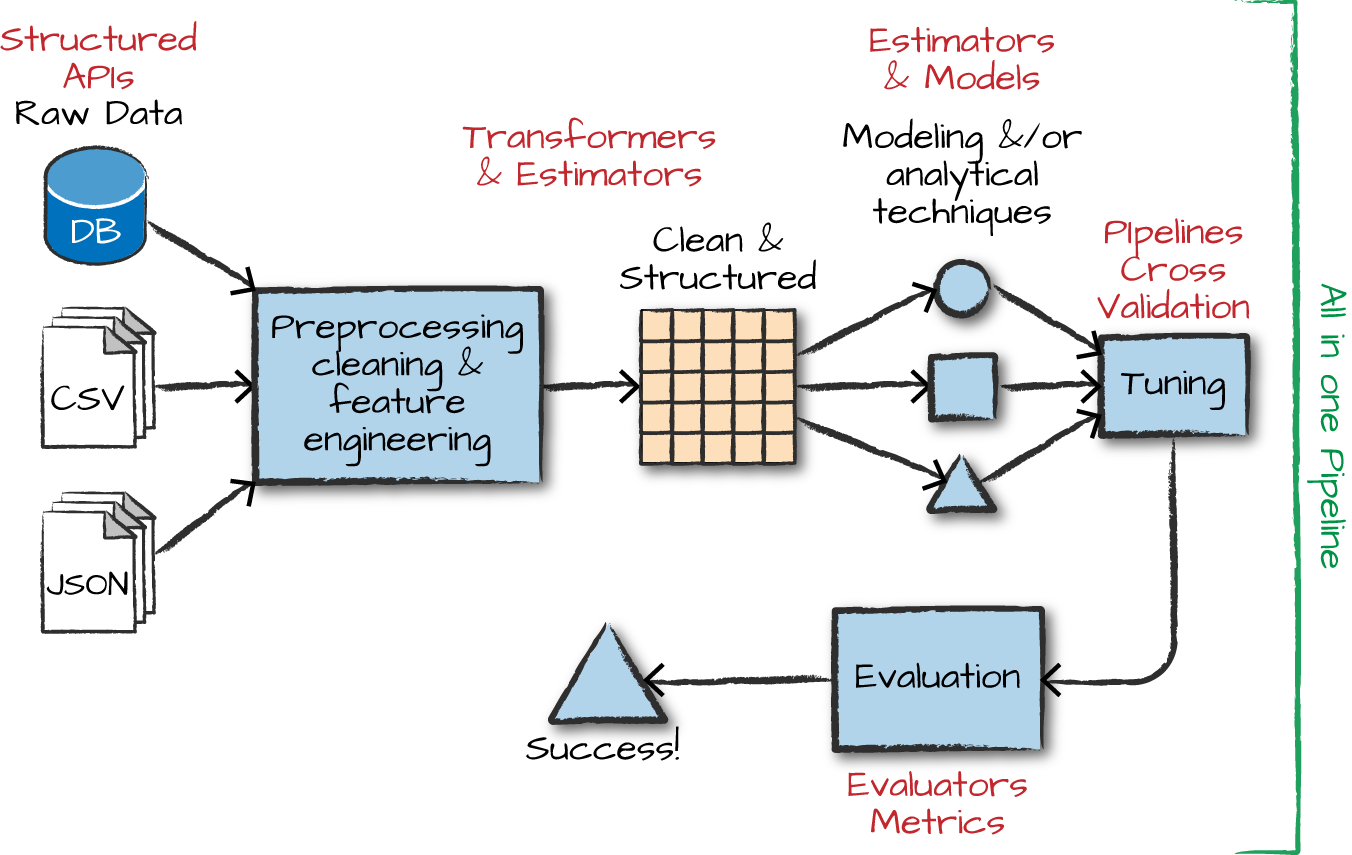 Structured
APIs
Raw Data
DB
CSV
JSON
Preprocessing
cleaning &
feature
engineering
Transformers
& Estimators
Clean &
Structured
Estimators
& Models
Modeling &/or
analytical
techniques
PIpelines
Cross
Validation
Tuning
Evaluation
Evaluators
Metrics
Success!
All in one Pipeline